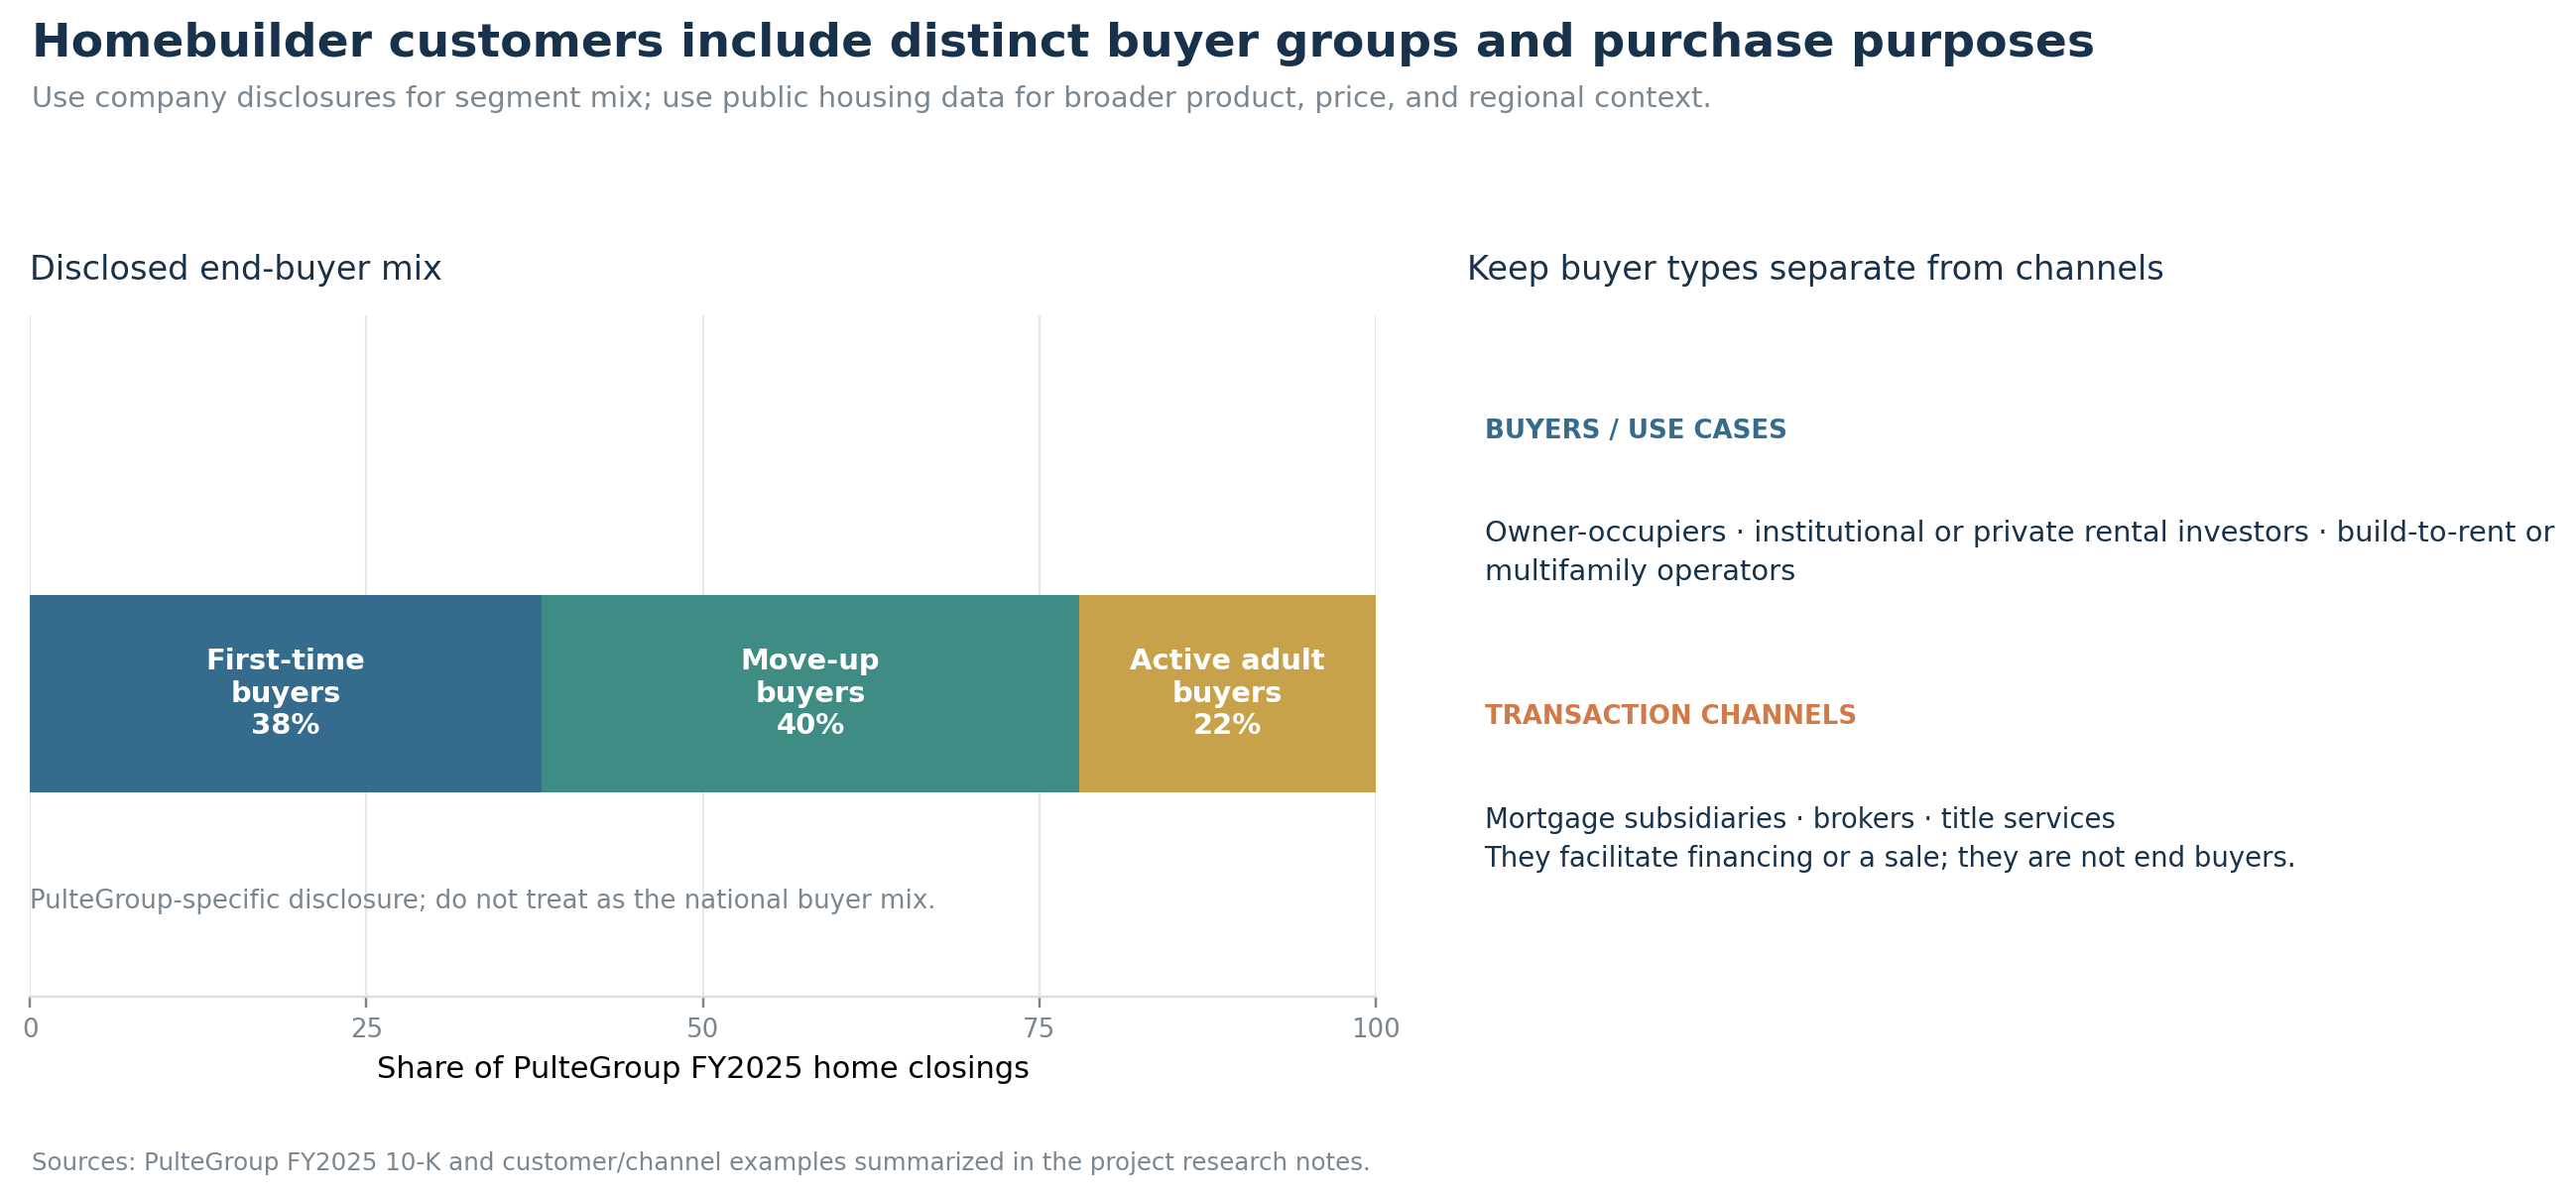 Homebuilder customers include distinct buyer groups and purchase purposes
Use company disclosures for segment mix; use public housing data for broader product, price, and regional context.
Disclosed end-buyer mix
First-time
buyers
38%
Move-up
buyers
40%
Active adult
buyers
22%
PulteGroup-specific disclosure; do not treat as the national buyer mix.
0
25
50
75
100
Share of PulteGroup FY2025 home closings
Keep buyer types separate from channels
BUYERS / USE CASES
Owner-occupiers · institutional or private rental investors · build-to-rent or
multifamily operators
TRANSACTION CHANNELS
Mortgage subsidiaries · brokers · title services
They facilitate financing or a sale; they are not end buyers.
Sources: PulteGroup FY2025 10-K and customer/channel examples summarized in the project research notes.